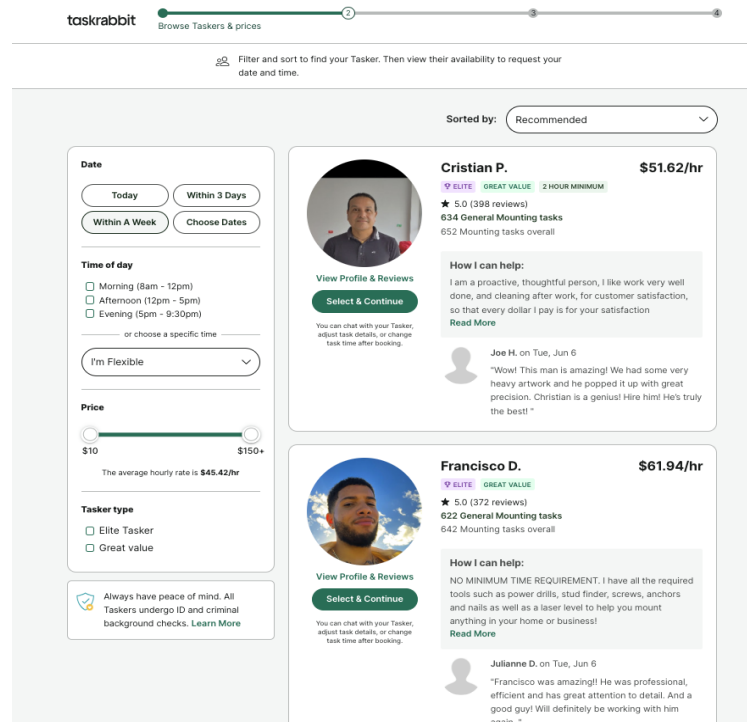 taskrabbit
Browse Taskers & prices
2
3
4
Filter and sort to find your Tasker. Then view their availability to request your
date and time.
Sorted by:
Recommended
Date
Today
Within 3 Days
Within A Week
Choose Dates
Time of day
Morning (8am - 12pm)
Afternoon (12pm - 5pm)
Evening (5pm - 9:30pm)
or choose a specific time
I'm Flexible
Price
$10
$150+
The average hourly rate is $45.42/hr
Tasker type
Elite Tasker
Great value
Always have peace of mind. All
Taskers undergo ID and criminal
background checks. Learn More
Cristian P.
$51.62/hr
ELITE
GREAT VALUE
2 HOUR MINIMUM
5.0 (398 reviews)
634 General Mounting tasks
652 Mounting tasks overall
View Profile & Reviews
Select & Continue
You can chat with your Tasker,
adjust task details, or change
task time after booking.
How I can help:
I am a proactive, thoughtful person, I like work very well
done, and cleaning after work, for customer satisfaction,
so that every dollar I pay is for your satisfaction
Read More
Joe H. on Tue, Jun 6
"Wow! This man is amazing! We had some very
heavy artwork and he popped it up with great
precision. Christian is a genius! Hire him! He's truly
the best! "
Francisco D.
$61.94/hr
ELITE
GREAT VALUE
5.0 (372 reviews)
622 General Mounting tasks
642 Mounting tasks overall
View Profile & Reviews
Select & Continue
You can chat with your Tasker,
adjust task details, or change
task time after booking.
How I can help:
NO MINIMUM TIME REQUIREMENT. I have all the required
tools such as power drills, stud finder, screws, anchors
and nails as well as a laser level to help you mount
anything in your home or business!
Read More
Julianne D. on Tue, Jun 6
"Francisco was amazing!! He was professional,
efficient and has great attention to detail. And a
good guy! Will definitely be working with him